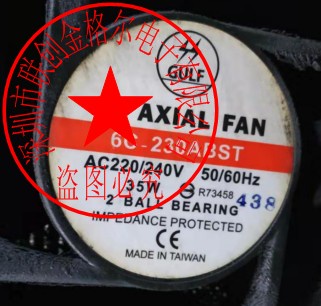 GULF
AXIAL FAN
6C-230ABST
AC220/240V 50/60Hz
35W R73458 438
2 BALL BEARING
IMPEDANCE PROTECTED
CE
MADE IN TAIWAN
深圳市联创金格尔电子有限公司
盗图必究